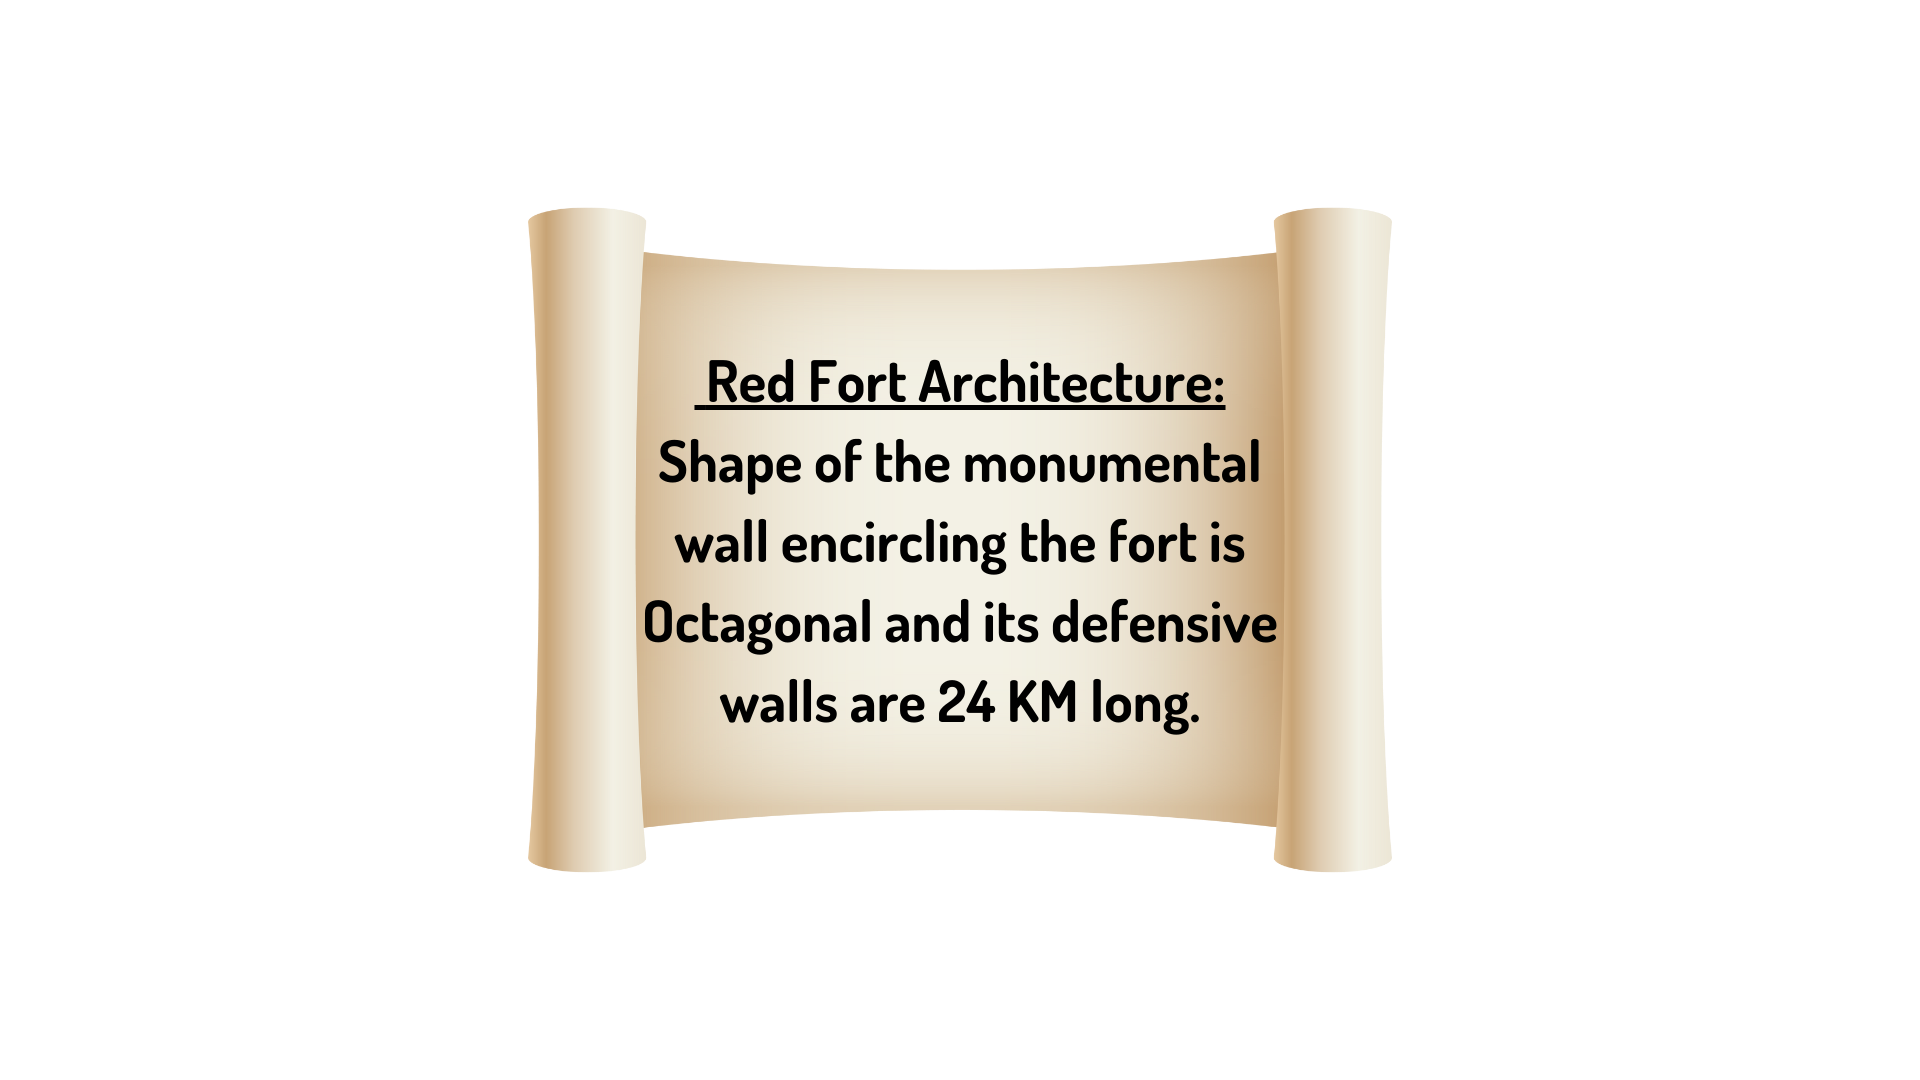 Red Fort Architecture:
Shape of the monumental
wall encircling the fort is
Octagonal and its defensive
walls are 24 KM long.